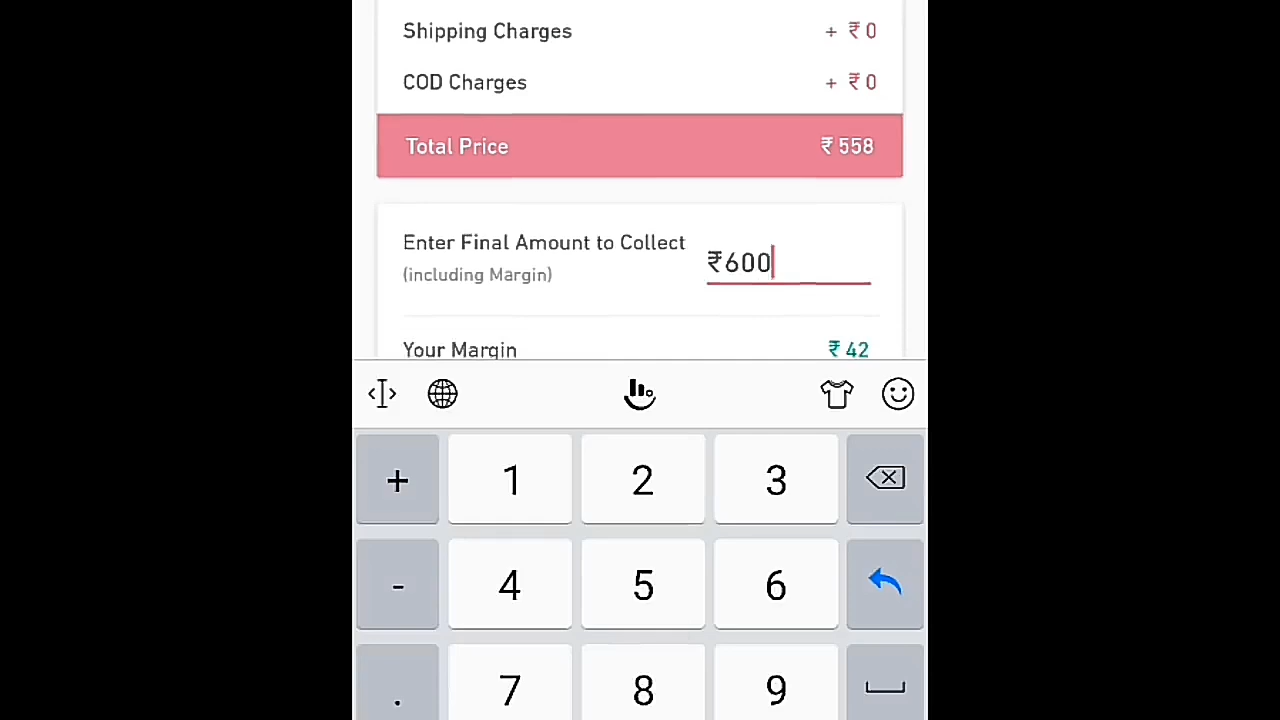 Shipping Charges + ₹ 0
COD Charges + ₹ 0
Total Price ₹ 558
Enter Final Amount to Collect
(including Margin) ₹600
Your Margin ₹ 42
+ 1 2 3
- 4 5 6
. 7 8 9